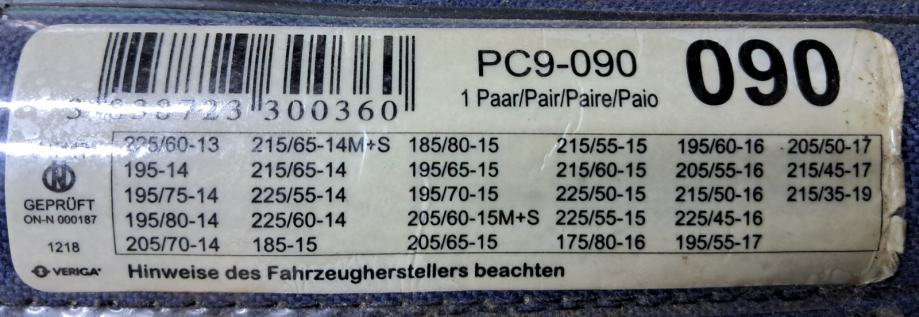 PC9-090
090
1 Paar/Pair/Paire/Paio
300360
225/60-13 215/65-14M+S 185/80-15 215/55-15 195/60-16 205/50-17
195-14 215/65-14 195/65-15 215/60-15 205/55-16 215/45-17
195/75-14 225/55-14 195/70-15 225/50-15 215/50-16 215/35-19
195/80-14 225/60-14 205/60-15M+S 225/55-15 225/45-16
205/70-14 185-15 205/65-15 175/80-16 195/55-17
N
GEPRÜFT
ON-N 000187
1218
VERIGA
Hinweise des Fahrzeugherstellers beachten